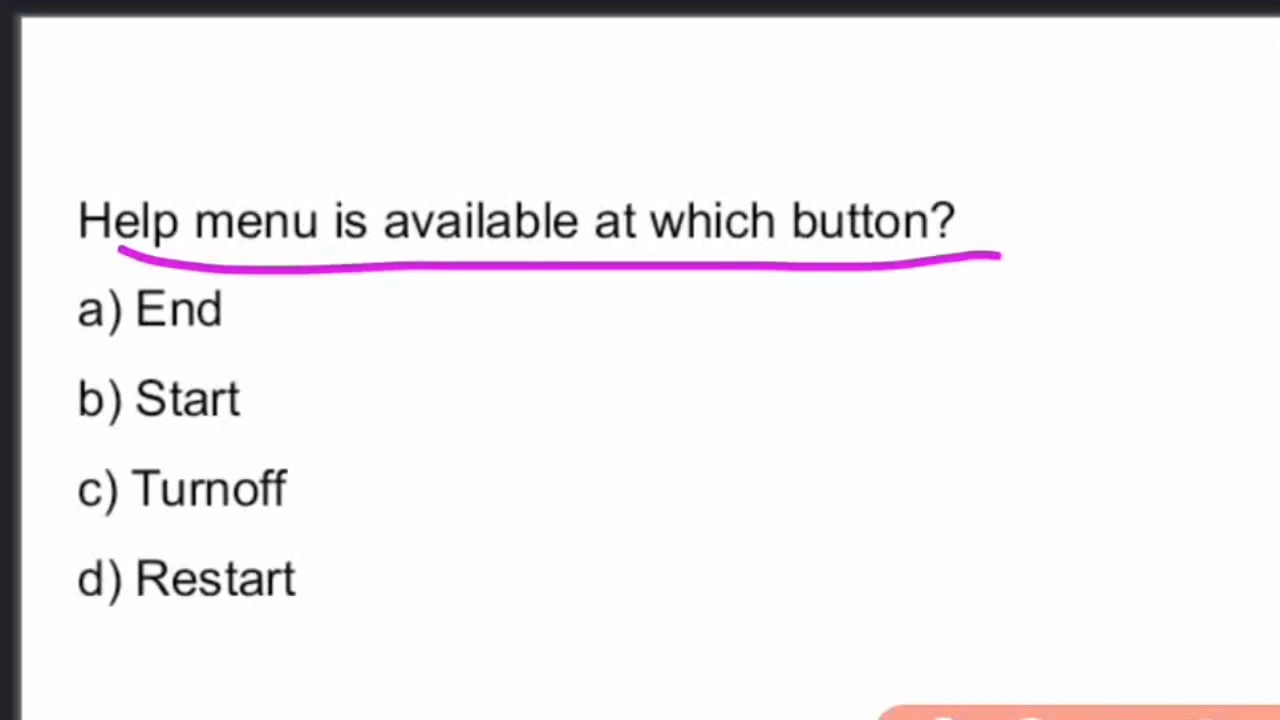 Help menu is available at which button?
a) End
b) Start
c) Turnoff
d) Restart